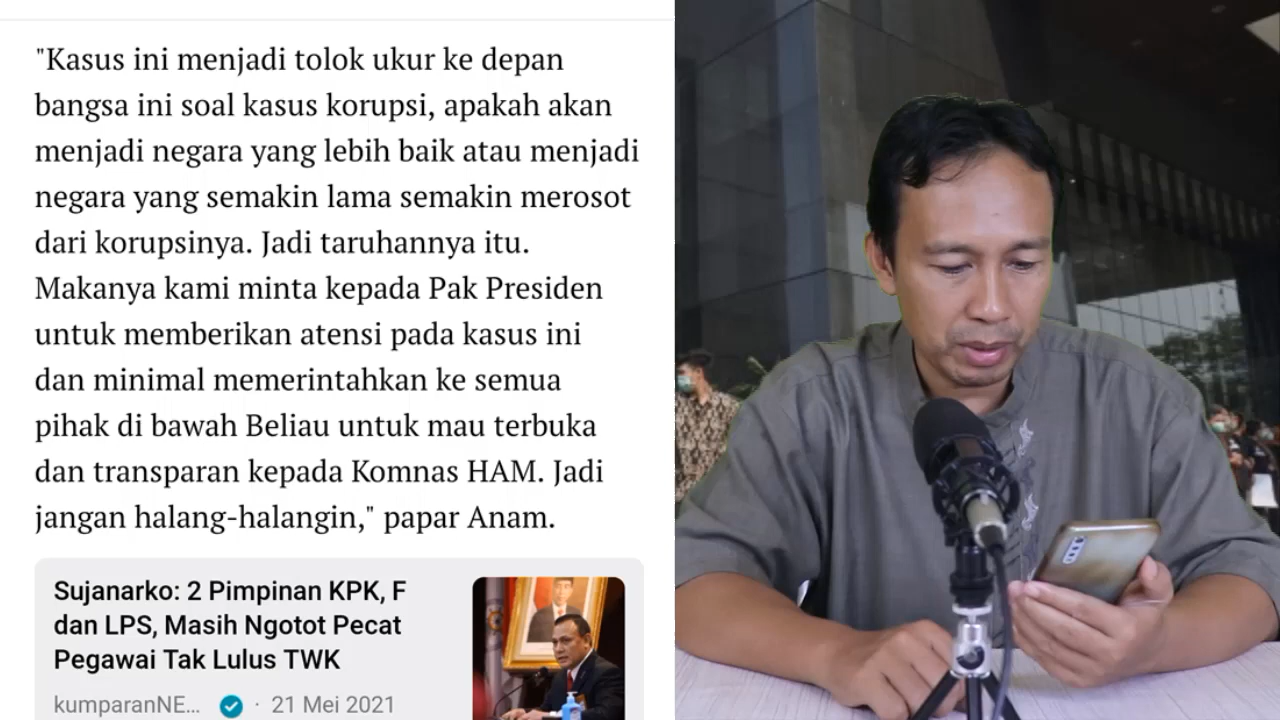 "Kasus ini menjadi tolok ukur ke depan
bangsa ini soal kasus korupsi, apakah akan
menjadi negara yang lebih baik atau menjadi
negara yang semakin lama semakin merosot
dari korupsinya. Jadi taruhannya itu.
Makanya kami minta kepada Pak Presiden
untuk memberikan atensi pada kasus ini
dan minimal memerintahkan ke semua
pihak di bawah Beliau untuk mau terbuka
dan transparan kepada Komnas HAM. Jadi
jangan halang-halangin," papar Anam.
Sujanarko: 2 Pimpinan KPK, F
dan LPS, Masih Ngotot Pecat
Pegawai Tak Lulus TWK
kumparanNE... · 21 Mei 2021